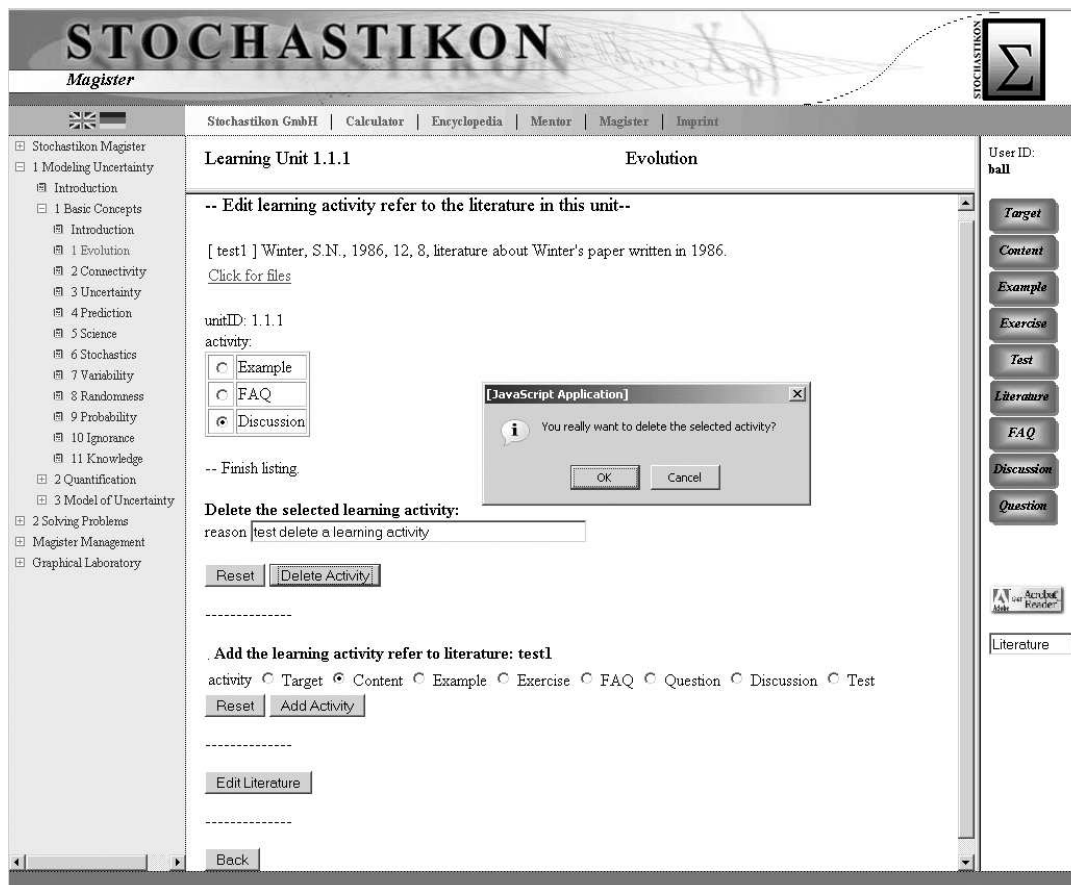 STOCHASTIKON
Magister
STOCHASTIKON
Σ
Stochastikon GmbH | Calculator | Encyclopedia | Mentor | Magister | Imprint
Stochastikon Magister
1 Modeling Uncertainty
Introduction
1 Basic Concepts
Introduction
1 Evolution
2 Connectivity
3 Uncertainty
4 Prediction
5 Science
6 Stochastics
7 Variability
8 Randomness
9 Probability
10 Ignorance
11 Knowledge
2 Quantification
3 Model of Uncertainty
2 Solving Problems
Magister Management
Graphical Laboratory
Learning Unit 1.1.1 Evolution
-- Edit learning activity refer to the literature in this unit--
[ test1 ] Winter, S.N., 1986, 12, 8, literature about Winter's paper written in 1986.
Click for files
unitID: 1.1.1
activity:
Example
FAQ
Discussion
-- Finish listing.
Delete the selected learning activity:
reason test delete a learning activity
Reset Delete Activity
--------------
. Add the learning activity refer to literature: test1
activity Target Content Example Exercise FAQ Question Discussion Test
Reset Add Activity
--------------
Edit Literature
--------------
Back
[JavaScript Application]
You really want to delete the selected activity?
OK Cancel
User ID:
ball
Target
Content
Example
Exercise
Test
Literature
FAQ
Discussion
Question
Adobe Get Acrobat Reader
Literature